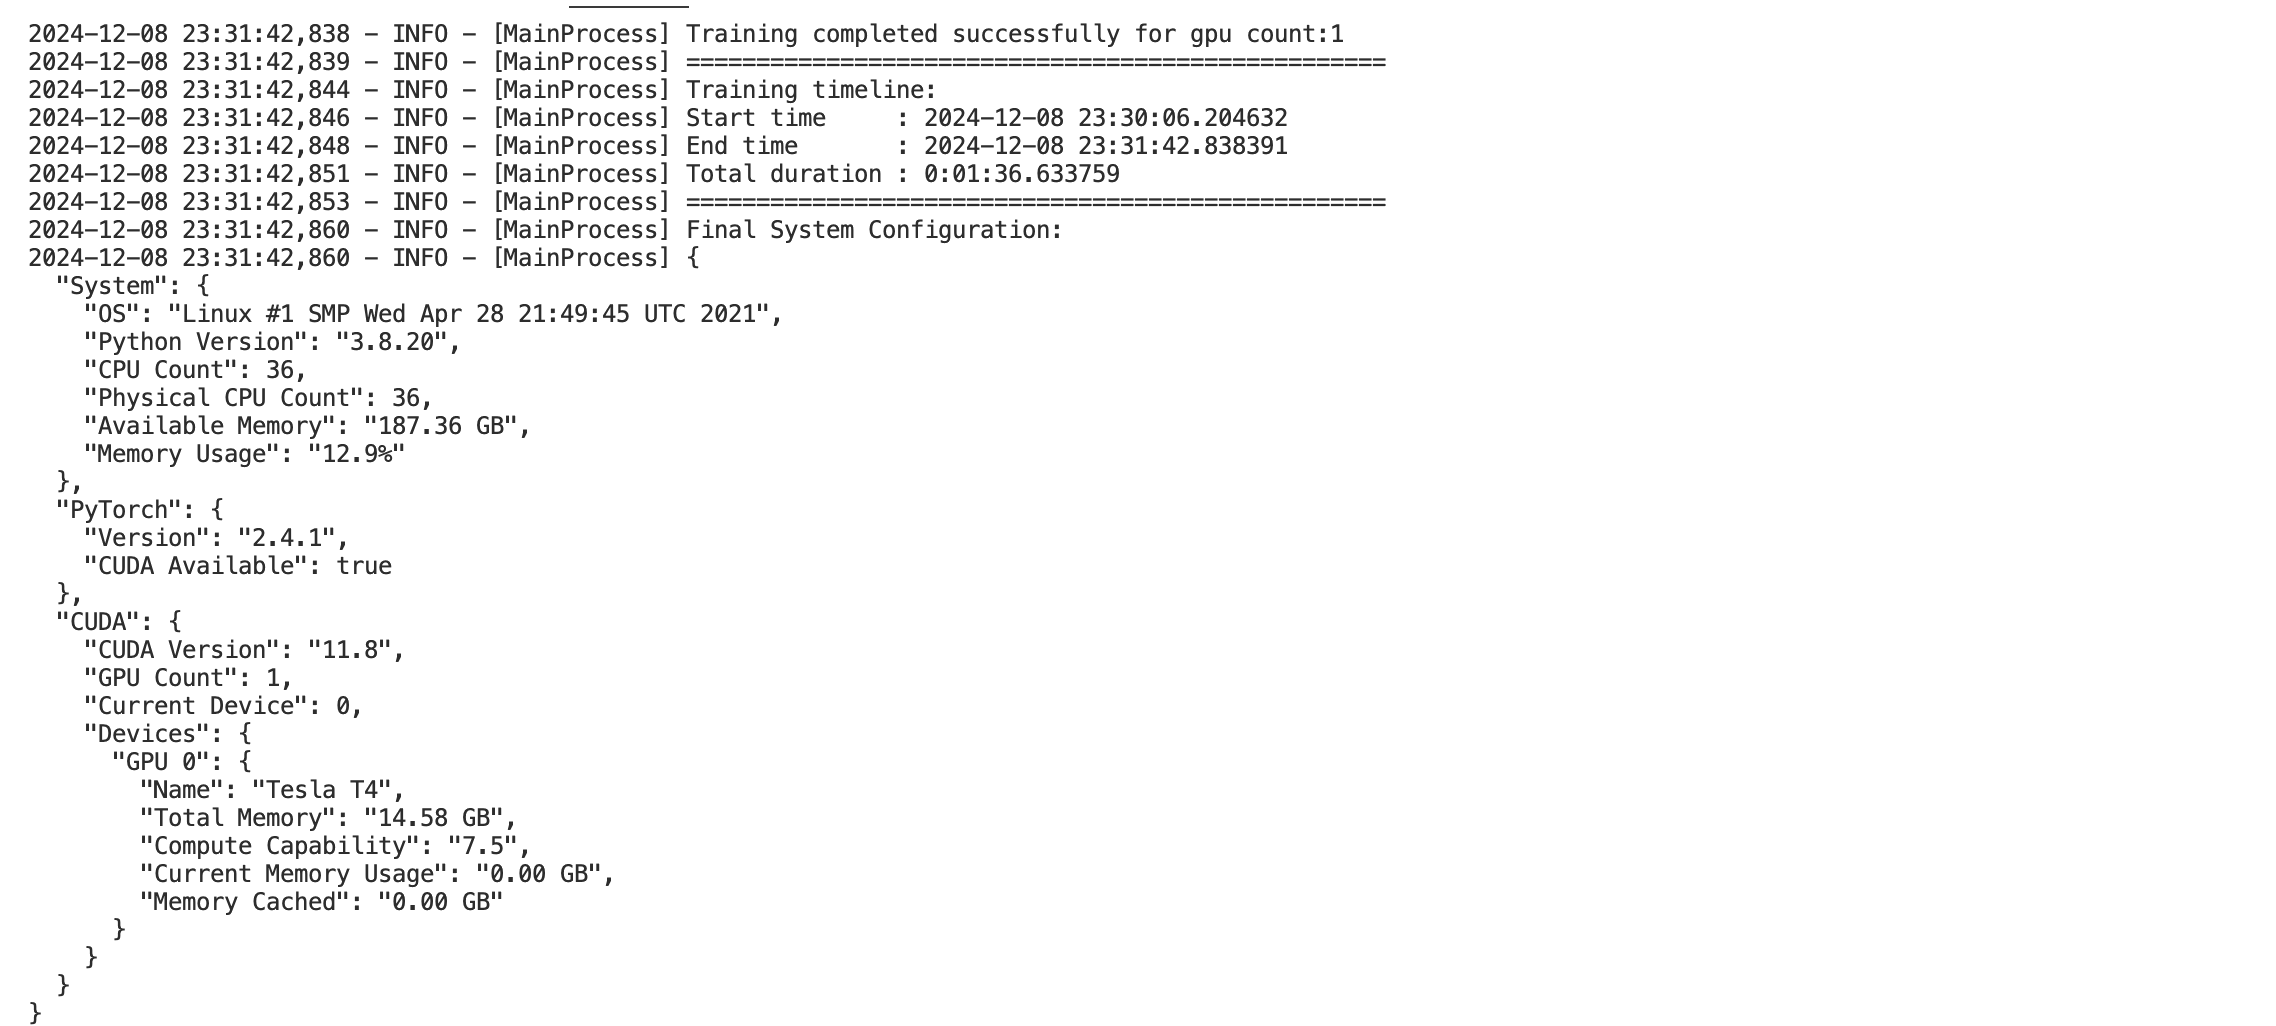 2024-12-08 23:31:42,838 - INFO - [MainProcess] Training completed successfully for gpu count:1
2024-12-08 23:31:42,839 - INFO - [MainProcess] ==================================================
2024-12-08 23:31:42,844 - INFO - [MainProcess] Training timeline:
2024-12-08 23:31:42,846 - INFO - [MainProcess] Start time     : 2024-12-08 23:30:06.204632
2024-12-08 23:31:42,848 - INFO - [MainProcess] End time       : 2024-12-08 23:31:42.838391
2024-12-08 23:31:42,851 - INFO - [MainProcess] Total duration : 0:01:36.633759
2024-12-08 23:31:42,853 - INFO - [MainProcess] ==================================================
2024-12-08 23:31:42,860 - INFO - [MainProcess] Final System Configuration:
2024-12-08 23:31:42,860 - INFO - [MainProcess] {
  "System": {
    "OS": "Linux #1 SMP Wed Apr 28 21:49:45 UTC 2021",
    "Python Version": "3.8.20",
    "CPU Count": 36,
    "Physical CPU Count": 36,
    "Available Memory": "187.36 GB",
    "Memory Usage": "12.9%"
  },
  "PyTorch": {
    "Version": "2.4.1",
    "CUDA Available": true
  },
  "CUDA": {
    "CUDA Version": "11.8",
    "GPU Count": 1,
    "Current Device": 0,
    "Devices": {
      "GPU 0": {
        "Name": "Tesla T4",
        "Total Memory": "14.58 GB",
        "Compute Capability": "7.5",
        "Current Memory Usage": "0.00 GB",
        "Memory Cached": "0.00 GB"
      }
    }
  }
}